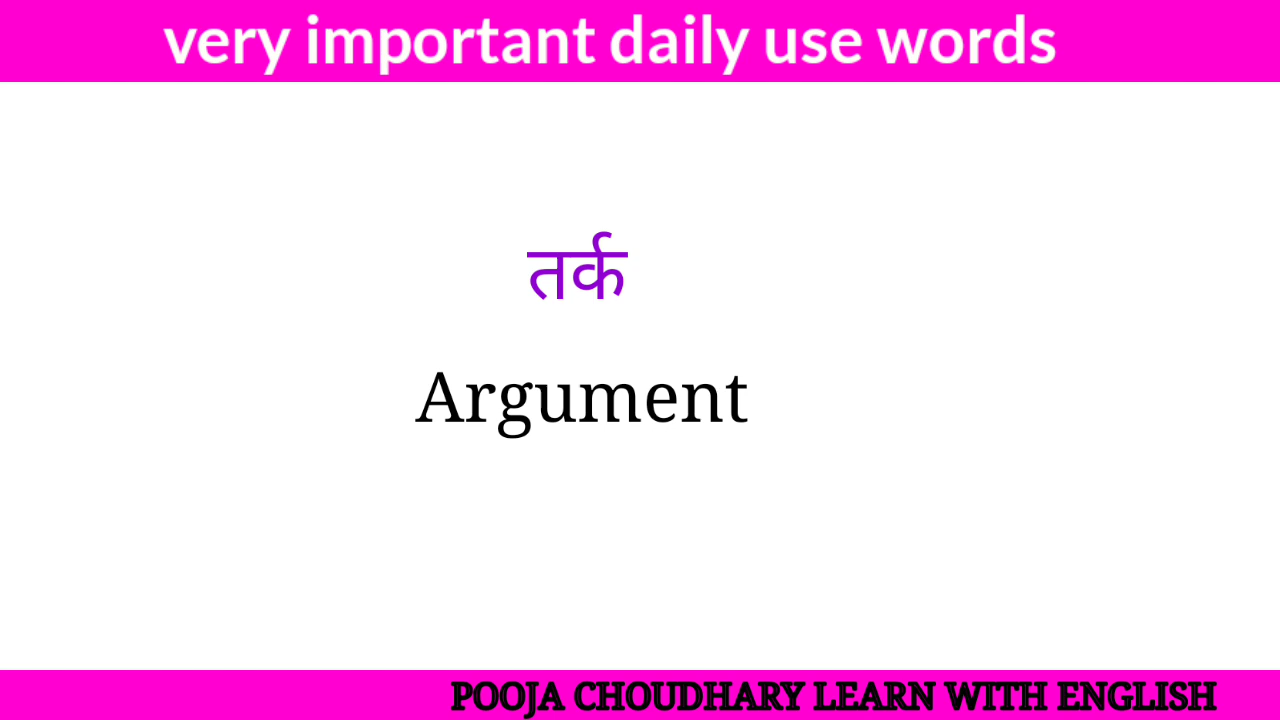 very important daily use words
तर्क
Argument
POOJA CHOUDHARY LEARN WITH ENGLISH